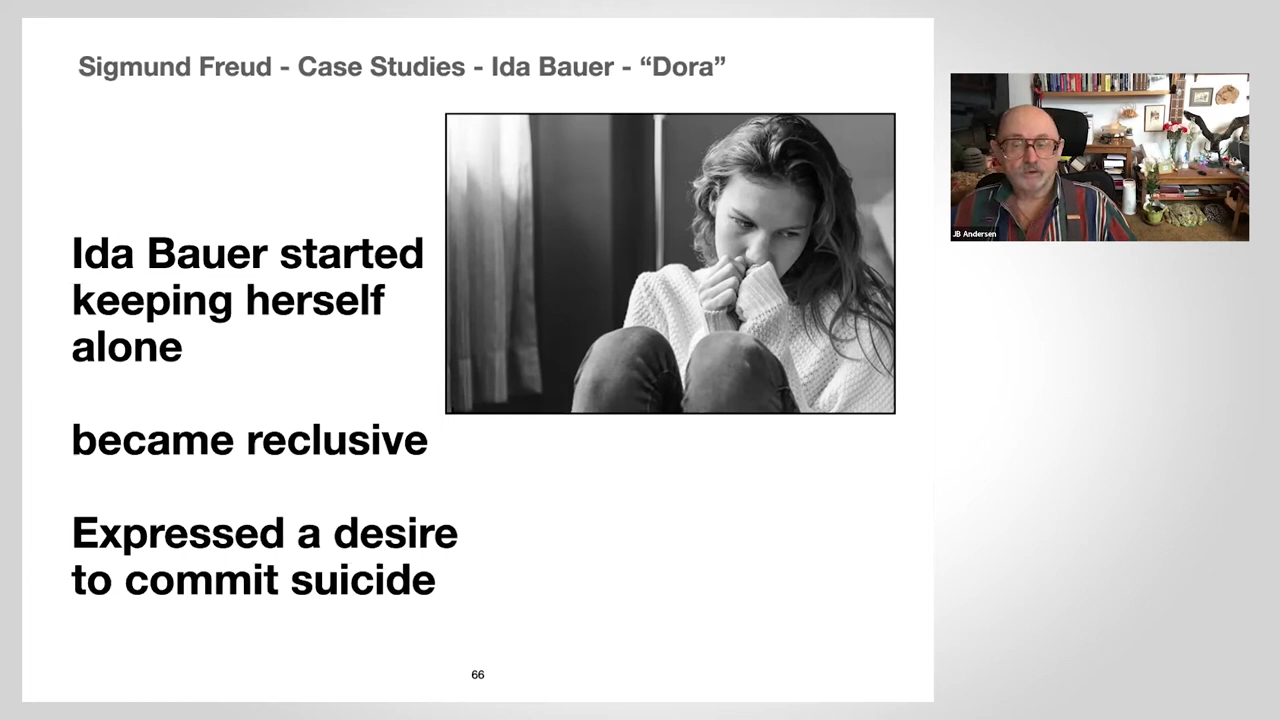 Sigmund Freud - Case Studies - Ida Bauer - “Dora”
Ida Bauer started
keeping herself
alone
became reclusive
Expressed a desire
to commit suicide
66
JB Andersen